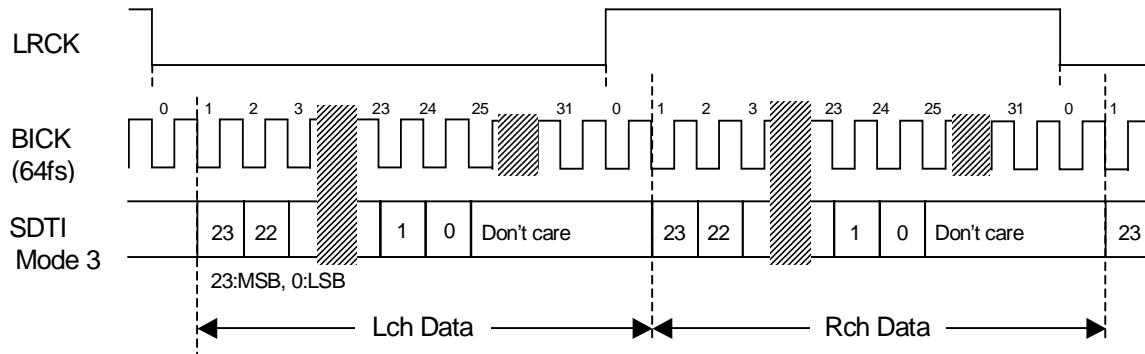 LRCK
0 1 2 3 23 24 25 31 0 1 2 3 23 24 25 31 0 1
BICK
(64fs)
SDTI
Mode 3
23 22 1 0 Don't care 23 22 1 0 Don't care 23
23:MSB, 0:LSB
Lch Data Rch Data